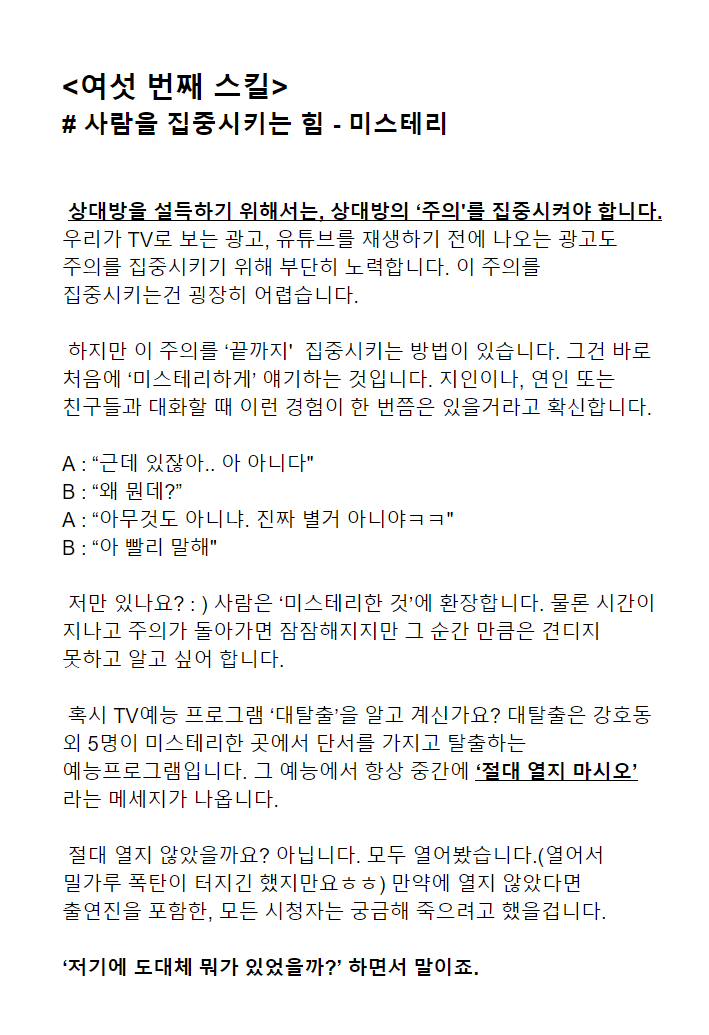 <여섯 번째 스킬>
# 사람을 집중시키는 힘 - 미스테리
상대방을 설득하기 위해서는, 상대방의 ‘주의'를 집중시켜야 합니다.
우리가 TV로 보는 광고, 유튜브를 재생하기 전에 나오는 광고도
주의를 집중시키기 위해 부단히 노력합니다. 이 주의를
집중시키는건 굉장히 어렵습니다.
하지만 이 주의를 ‘끝까지'  집중시키는 방법이 있습니다. 그건 바로
처음에 ‘미스테리하게’ 얘기하는 것입니다. 지인이나, 연인 또는
친구들과 대화할 때 이런 경험이 한 번쯤은 있을거라고 확신합니다.
A : “근데 있잖아.. 아 아니다"
B : “왜 뭔데?”
A : “아무것도 아니냐. 진짜 별거 아니야ㅋㅋ"
B : “아 빨리 말해"
저만 있나요? : ) 사람은 ‘미스테리한 것’에 환장합니다. 물론 시간이
지나고 주의가 돌아가면 잠잠해지지만 그 순간 만큼은 견디지
못하고 알고 싶어 합니다.
혹시 TV예능 프로그램 ‘대탈출’을 알고 계신가요? 대탈출은 강호동
외 5명이 미스테리한 곳에서 단서를 가지고 탈출하는
예능프로그램입니다. 그 예능에서 항상 중간에 ‘절대 열지 마시오’
라는 메세지가 나옵니다.
절대 열지 않았을까요? 아닙니다. 모두 열어봤습니다.(열어서
밀가루 폭탄이 터지긴 했지만요ㅎㅎ) 만약에 열지 않았다면
출연진을 포함한, 모든 시청자는 궁금해 죽으려고 했을겁니다.
‘저기에 도대체 뭐가 있었을까?’ 하면서 말이죠.